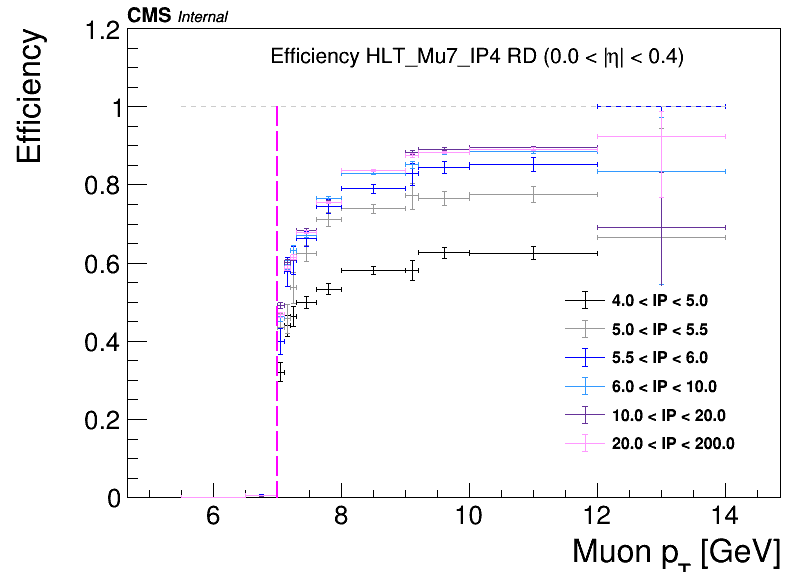 CMS Internal
Efficiency HLT_Mu7_IP4 RD (0.0 < |η| < 0.4)
Efficiency
1.2
1
0.8
0.6
0.4
0.2
0
4.0 < IP < 5.0
5.0 < IP < 5.5
5.5 < IP < 6.0
6.0 < IP < 10.0
10.0 < IP < 20.0
20.0 < IP < 200.0
6 8 10 12 14
Muon p_T [GeV]